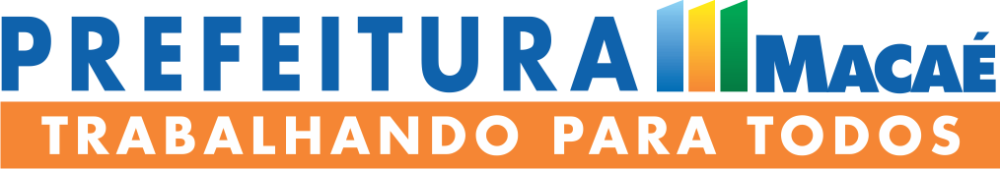 PREFEITURA MACAÉ
TRABALHANDO PARA TODOS